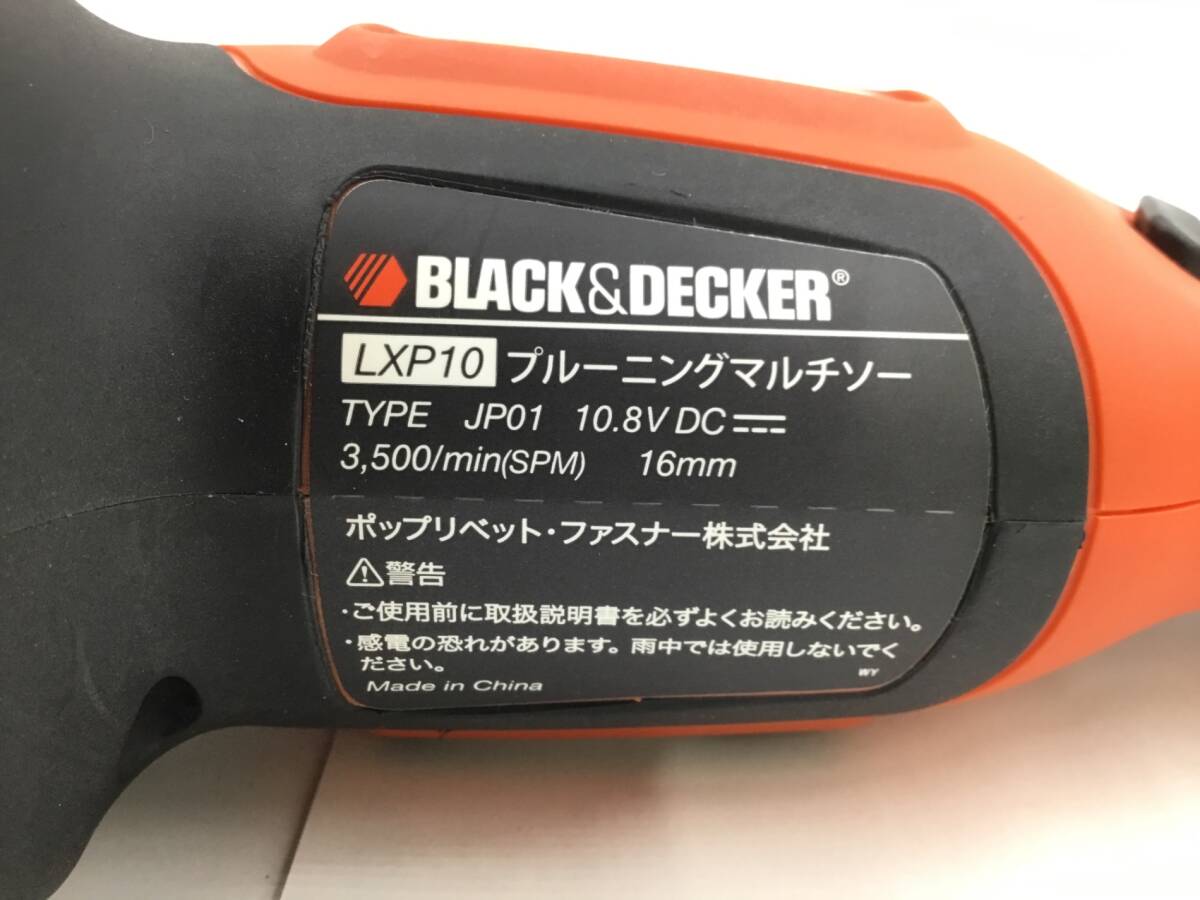 BLACK&DECKER®
LXP10 プルーニングマルチソー
TYPE JP01 10.8V DC
3,500/min(SPM) 16mm
ポップリベット・ファスナー株式会社
⚠警告
・ご使用前に取扱説明書を必ずよくお読みください。
・感電の恐れがあります。雨中では使用しないでく
ださい。
WY
Made in China